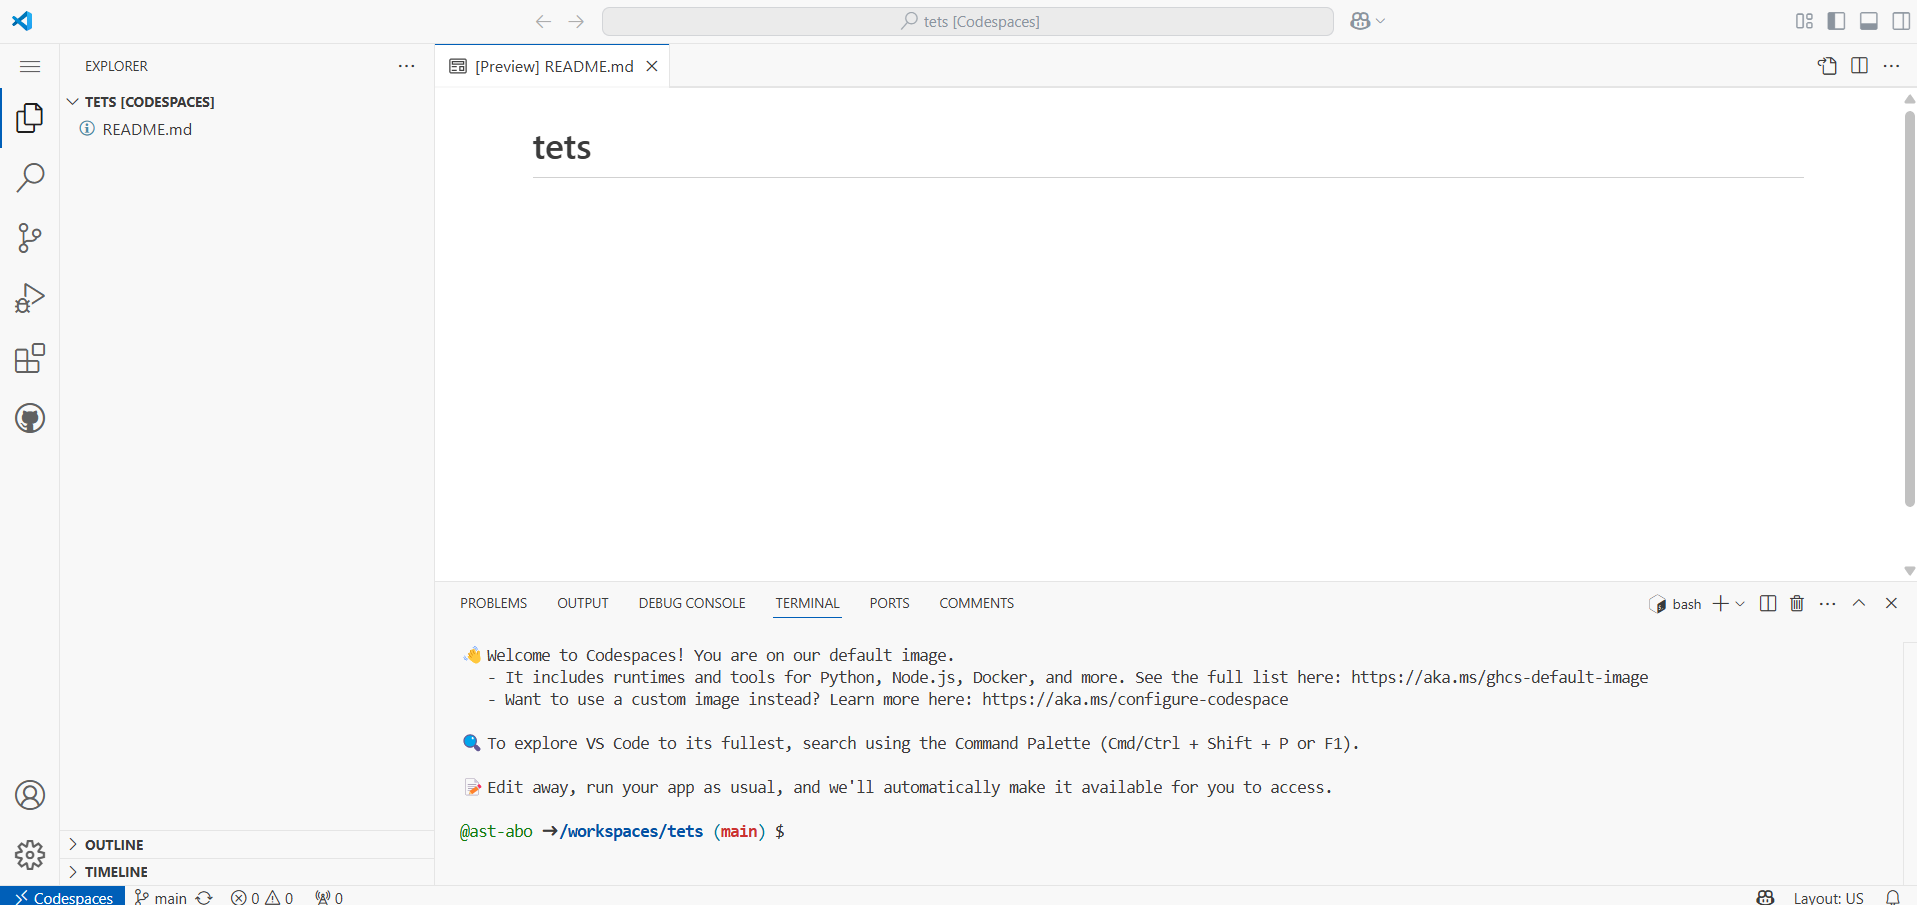 tets [Codespaces]
EXPLORER
TETS [CODESPACES]
README.md
OUTLINE
TIMELINE
[Preview] README.md
tets
PROBLEMS OUTPUT DEBUG CONSOLE TERMINAL PORTS COMMENTS
bash
👋 Welcome to Codespaces! You are on our default image.
- It includes runtimes and tools for Python, Node.js, Docker, and more. See the full list here: https://aka.ms/ghcs-default-image
- Want to use a custom image instead? Learn more here: https://aka.ms/configure-codespace
🔍 To explore VS Code to its fullest, search using the Command Palette (Cmd/Ctrl + Shift + P or F1).
📝 Edit away, run your app as usual, and we'll automatically make it available for you to access.
@ast-abo ➜/workspaces/tets (main) $
Codespaces main 0 0 0 Layout: US